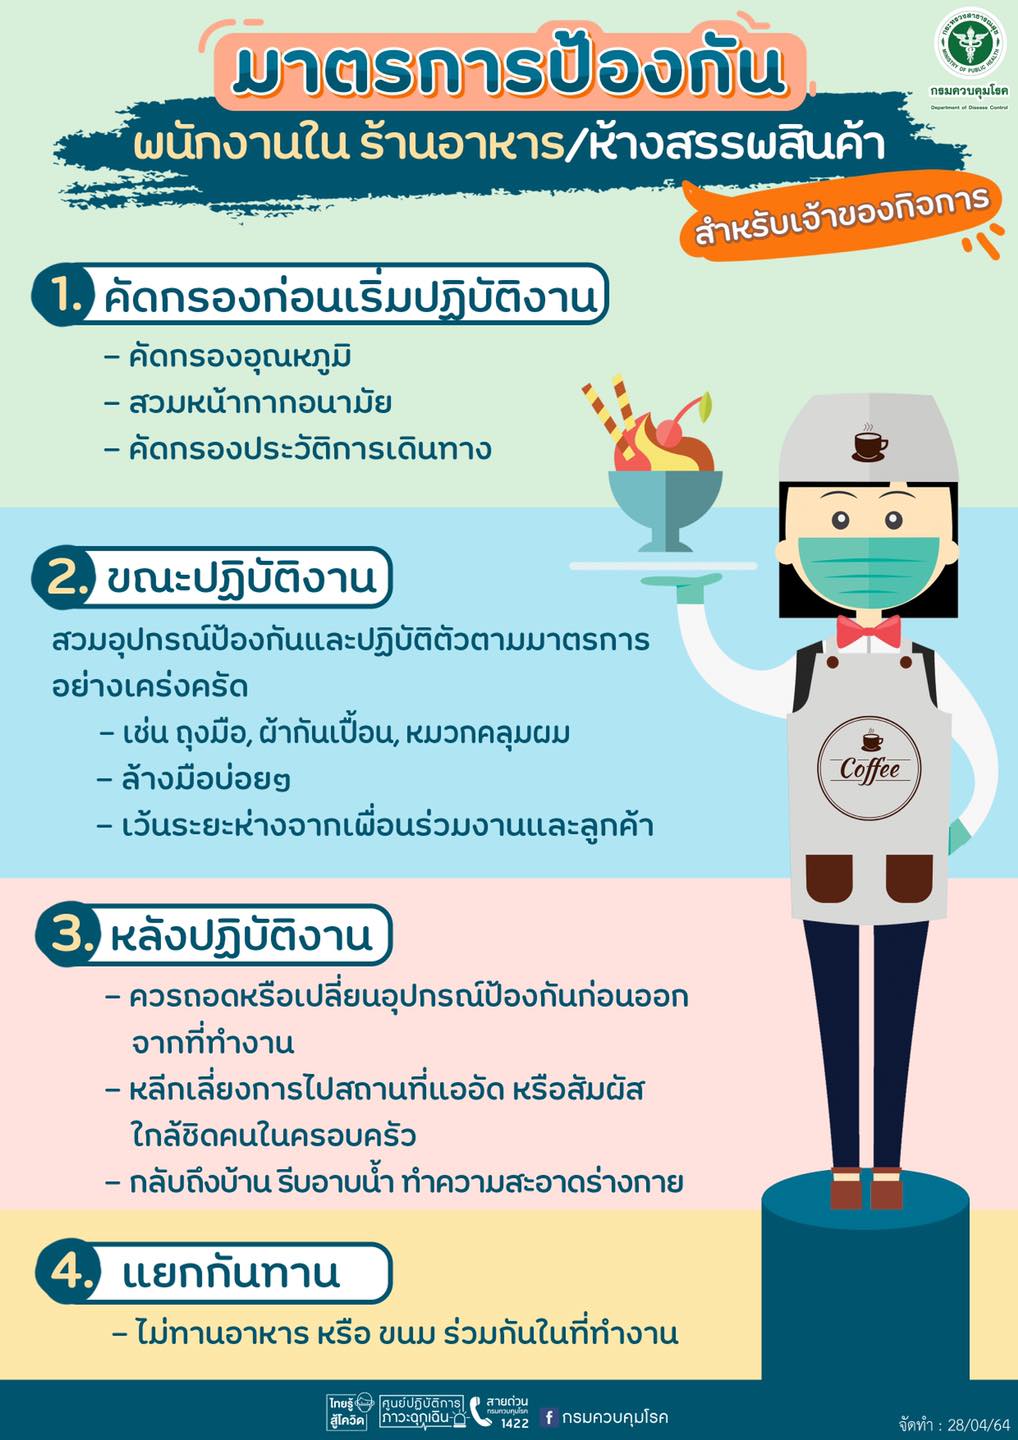 มาตรการป้องกัน
กระทรวงสาธารณสุข
MINISTRY OF PUBLIC HEALTH
กรมควบคุมโรค
Department of Disease Control
พนักงานใน ร้านอาหาร/ห้างสรรพสินค้า
สำหรับเจ้าของกิจการ
1. คัดกรองก่อนเริ่มปฏิบัติงาน
- คัดกรองอุณหภูมิ
- สวมหน้ากากอนามัย
- คัดกรองประวัติการเดินทาง
2. ขณะปฏิบัติงาน
สวมอุปกรณ์ป้องกันและปฏิบัติตัวตามมาตรการ
อย่างเคร่งครัด
- เช่น ถุงมือ, ผ้ากันเปื้อน, หมวกคลุมผม
- ล้างมือบ่อยๆ
- เว้นระยะห่างจากเพื่อนร่วมงานและลูกค้า
Coffee
3. หลังปฏิบัติงาน
- ควรถอดหรือเปลี่ยนอุปกรณ์ป้องกันก่อนออก
จากที่ทำงาน
- หลีกเลี่ยงการไปสถานที่แออัด หรือสัมผัส
ใกล้ชิดคนในครอบครัว
- กลับถึงบ้าน รีบอาบน้ำ ทำความสะอาดร่างกาย
4. แยกกันทาน
- ไม่ทานอาหาร หรือ ขนม ร่วมกันในที่ทำงาน
ไทยรู้
สู้โควิด
ศูนย์ปฏิบัติการ
ภาวะฉุกเฉิน
สายด่วน
กรมควบคุมโรค
1422
f กรมควบคุมโรค
จัดทำ : 28/04/64